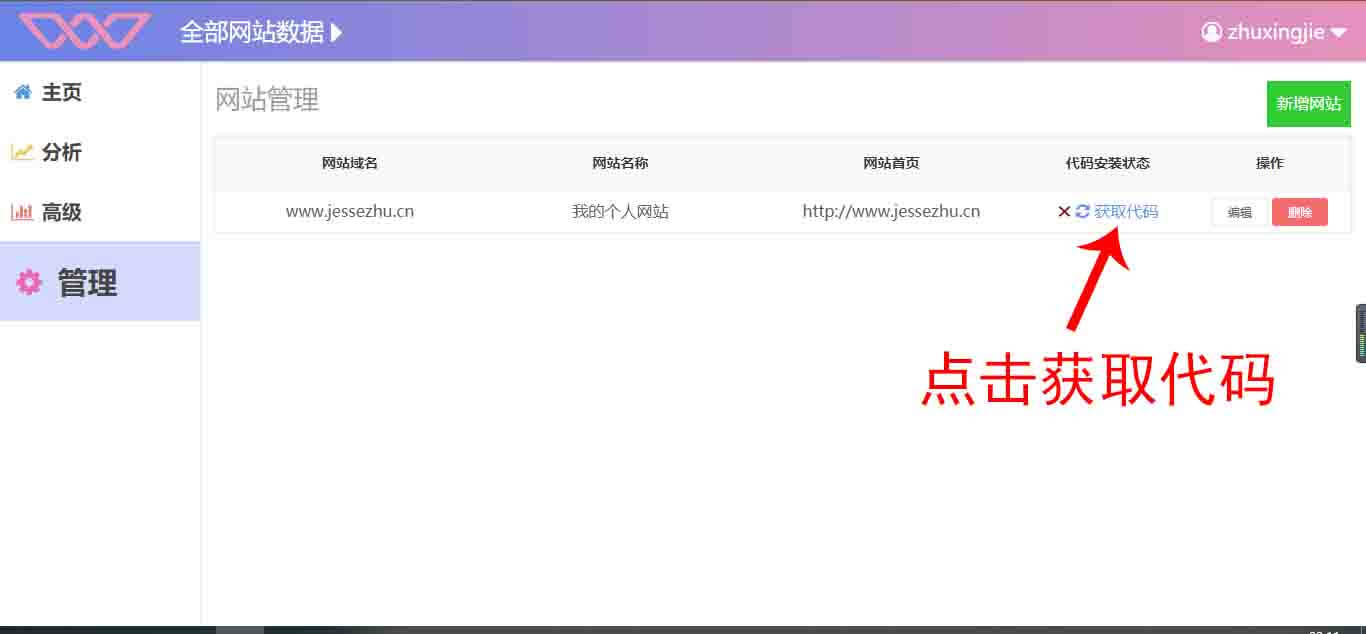 全部网站数据
zhuxingjie
主页
网站管理
新增网站
分析
网站域名 网站名称 网站首页 代码安装状态 操作
高级
www.jessezhu.cn 我的个人网站 http://www.jessezhu.cn 获取代码 编辑 删除
管理
点击获取代码